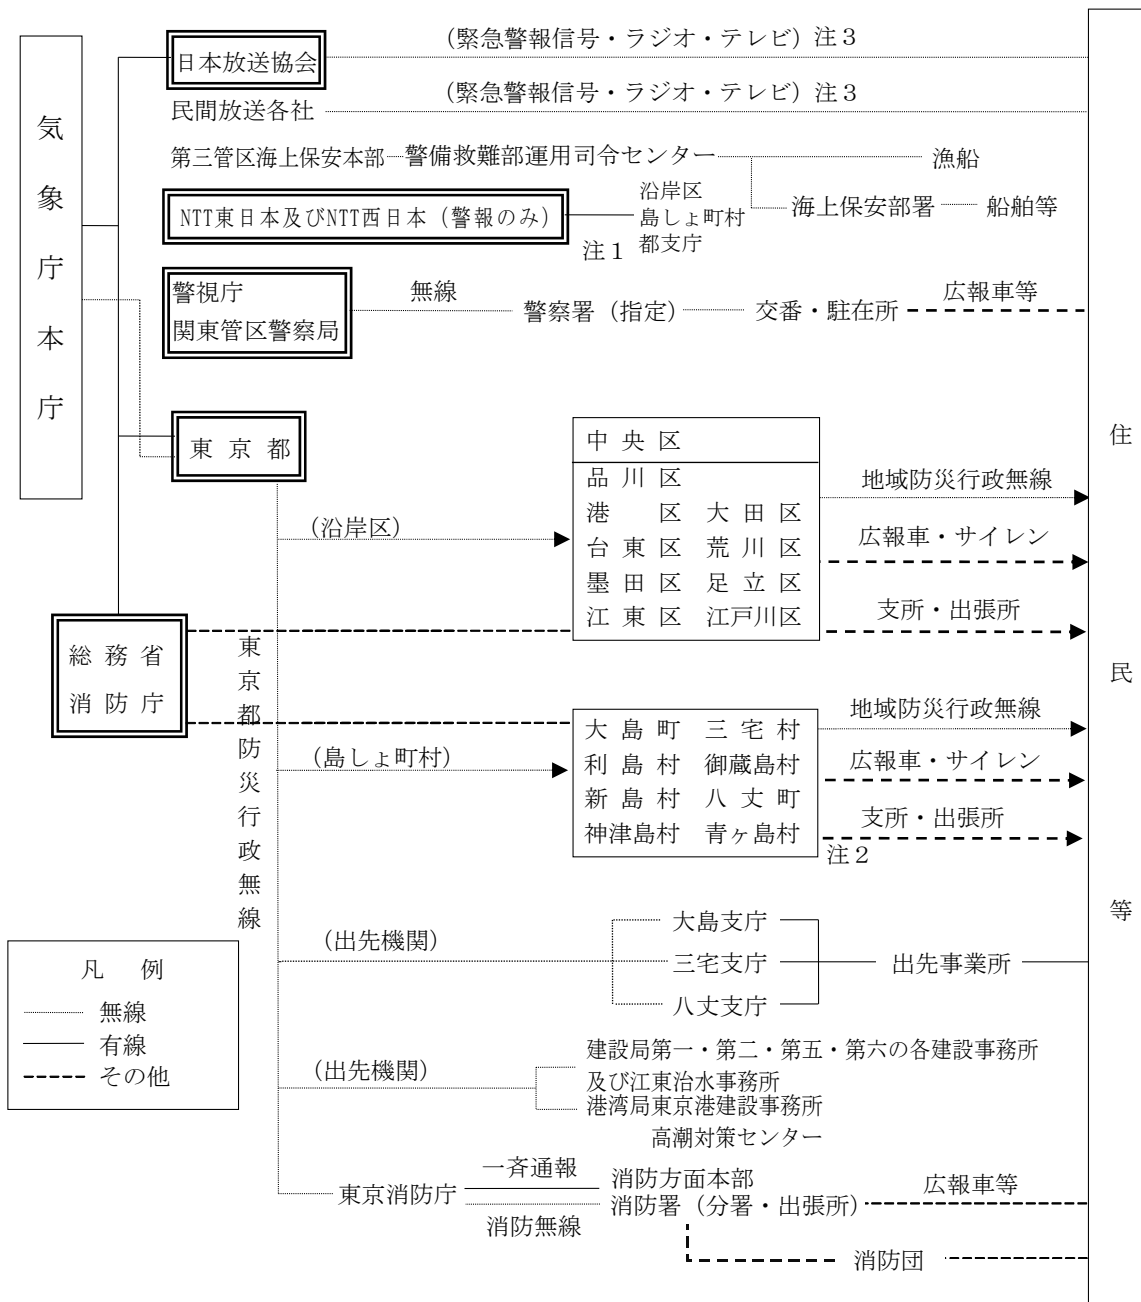 気象庁本庁
日本放送協会
(緊急警報信号・ラジオ・テレビ)注3
民間放送各社
(緊急警報信号・ラジオ・テレビ)注3
第三管区海上保安本部
警備救難部運用司令センター
漁船
海上保安部署
船舶等
NTT東日本及びNTT西日本(警報のみ)
注1
沿岸区
島しょ町村
都支庁
警視庁
関東管区警察局
無線
警察署(指定)
交番・駐在所
広報車等
東京都
(沿岸区)
中央区
品川区
港区 大田区
台東区 荒川区
墨田区 足立区
江東区 江戸川区
地域防災行政無線
広報車・サイレン
支所・出張所
総務省
消防庁
東京都防災行政無線
(島しょ町村)
大島町 三宅村
利島村 御蔵島村
新島村 八丈町
神津島村 青ヶ島村
注2
地域防災行政無線
広報車・サイレン
支所・出張所
(出先機関)
大島支庁
三宅支庁
八丈支庁
出先事業所
(出先機関)
建設局第一・第二・第五・第六の各建設事務所
及び江東治水事務所
港湾局東京港建設事務所
高潮対策センター
東京消防庁
一斉通報
消防無線
消防方面本部
消防署(分署・出張所)
広報車等
消防団
住民等
凡例
無線
有線
その他